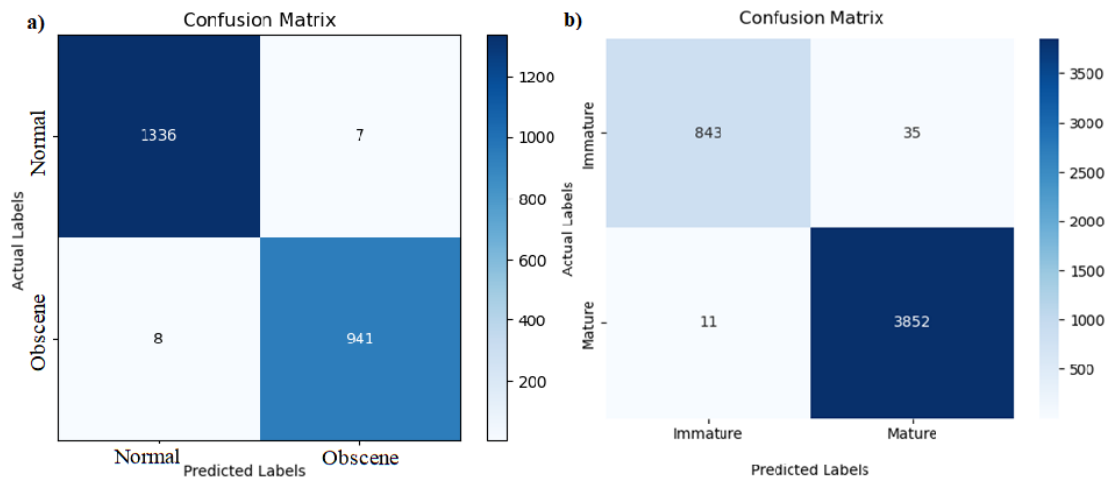 a)
Confusion Matrix
Normal
Obscene
Actual Labels
1336
7
8
941
Normal
Obscene
Predicted Labels
1200
1000
800
600
400
200
b)
Confusion Matrix
Immature
Mature
Actual Labels
843
35
11
3852
Immature
Mature
Predicted Labels
3500
3000
2500
2000
1500
1000
500